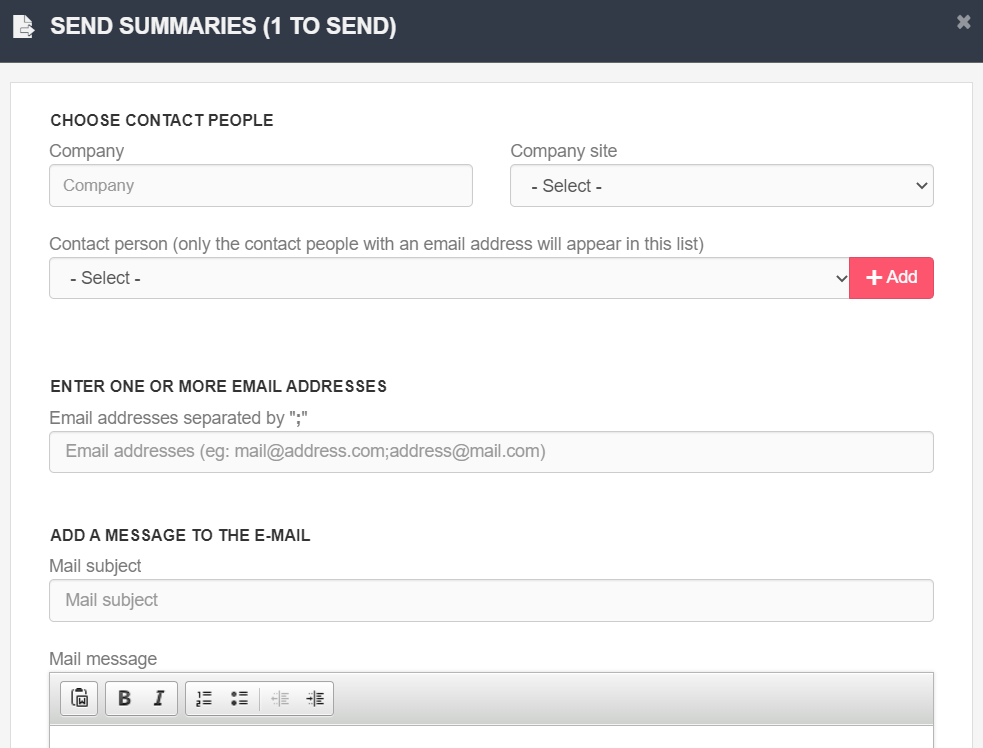 SEND SUMMARIES (1 TO SEND)
CHOOSE CONTACT PEOPLE
Company
Company site
Company
- Select -
Contact person (only the contact people with an email address will appear in this list)
- Select -
Add
ENTER ONE OR MORE EMAIL ADDRESSES
Email addresses separated by ";"
Email addresses (eg: mail@address.com;address@mail.com)
ADD A MESSAGE TO THE E-MAIL
Mail subject
Mail subject
Mail message
B I